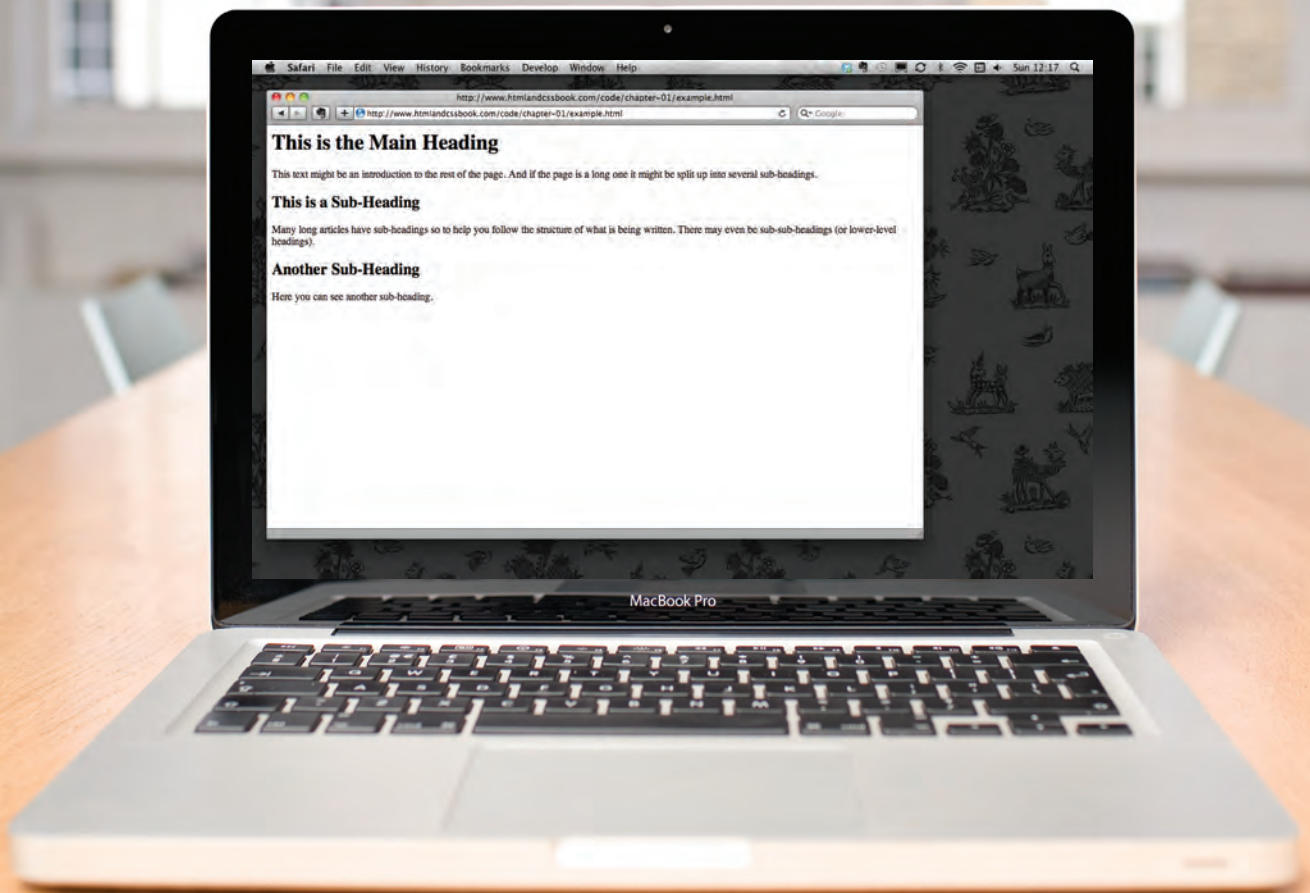 Safari File Edit View History Bookmarks Develop Window Help Sun 12:17
http://www.htmlandcssbook.com/code/chapter-01/example.html
http://www.htmlandcssbook.com/code/chapter-01/example.html Google
This is the Main Heading
This text might be an introduction to the rest of the page. And if the page is a long one it might be split up into several sub-headings.
This is a Sub-Heading
Many long articles have sub-headings so to help you follow the structure of what is being written. There may even be sub-sub-headings (or lower-level
headings).
Another Sub-Heading
Here you can see another sub-heading.
MacBook Pro
Q W E R T Y U I O P
A S D F G H J K L
Z X C V B N M